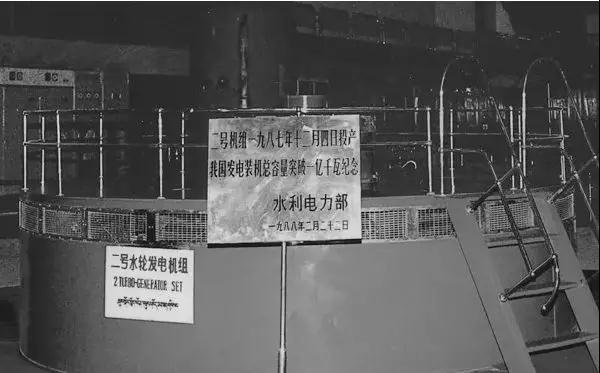 二号机组一九八七年十二月四日投产
我国发电装机总容量突破一亿千瓦纪念
水利电力部
一九八八年二月二十二日
二号水轮发电机组
2 TURBO-GENERATOR SET